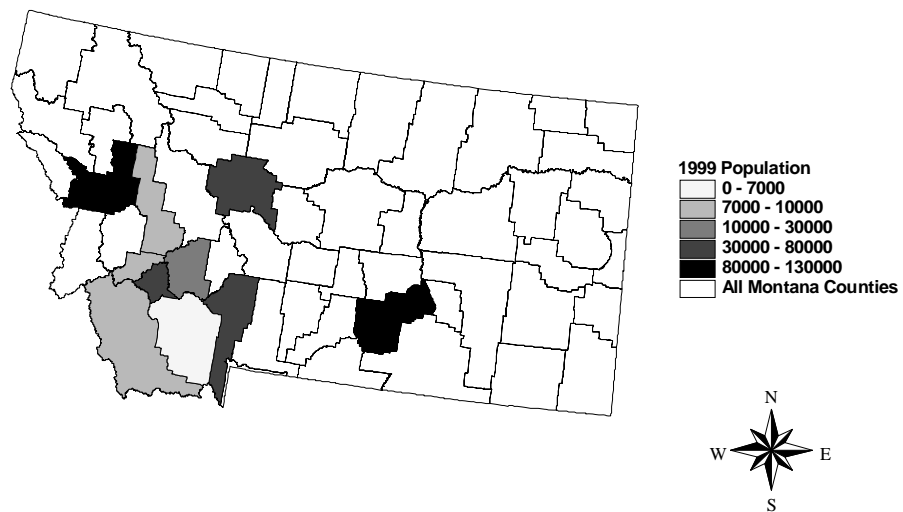 1999 Population
0 - 7000
7000 - 10000
10000 - 30000
30000 - 80000
80000 - 130000
All Montana Counties
N
W E
S